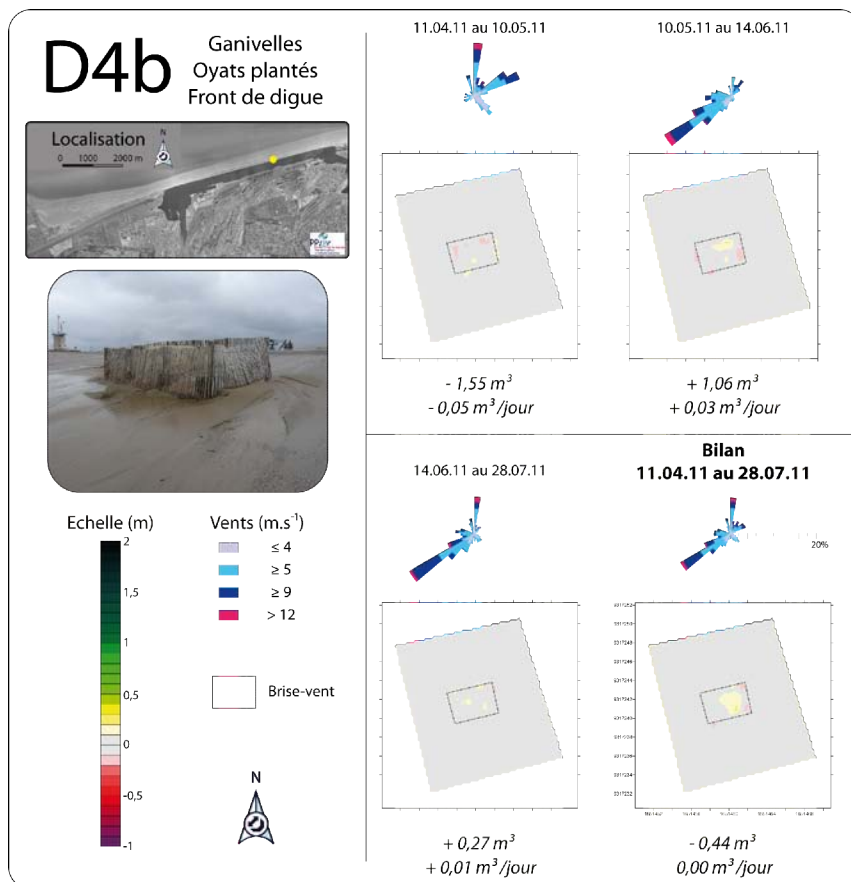 D4b
Ganivelles
Oyats plantés
Front de digue
Localisation
0 1000 2000 m
N
Echelle (m)
2
1,5
1
0,5
0
-0,5
-1
Vents (m.s⁻¹)
≤ 4
≥ 5
≥ 9
> 12
Brise-vent
N
11.04.11 au 10.05.11
- 1,55 m³
- 0,05 m³/jour
10.05.11 au 14.06.11
+ 1,06 m³
+ 0,03 m³/jour
14.06.11 au 28.07.11
+ 0,27 m³
+ 0,01 m³/jour
Bilan
11.04.11 au 28.07.11
20%
- 0,44 m³
0,00 m³/jour